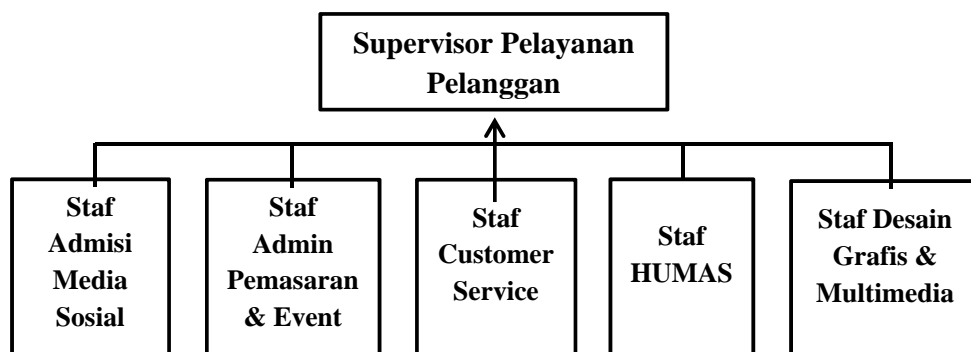 Supervisor Pelayanan
Pelanggan
Staf
Admisi
Media
Sosial
Staf
Admin
Pemasaran
& Event
Staf
Customer
Service
Staf
HUMAS
Staf Desain
Grafis &
Multimedia